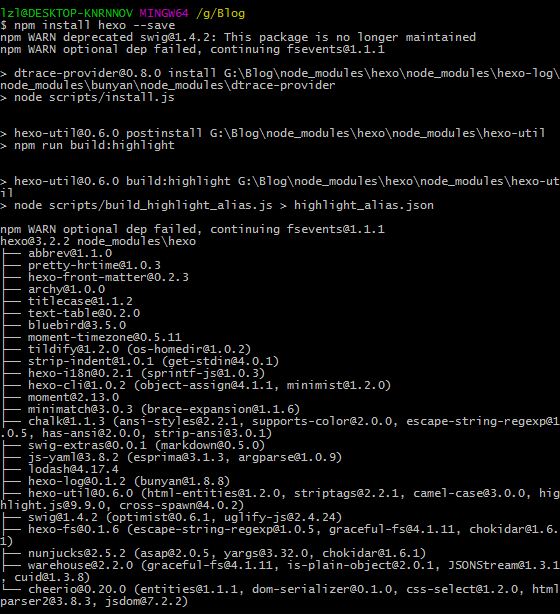 lzl@DESKTOP-KNRNNOV MINGW64 /g/Blog
$ npm install hexo --save
npm WARN deprecated swig@1.4.2: This package is no longer maintained
npm WARN optional dep failed, continuing fsevents@1.1.1
> dtrace-provider@0.8.0 install G:\Blog\node_modules\hexo\node_modules\hexo-log\
node_modules\bunyan\node_modules\dtrace-provider
> node scripts/install.js
> hexo-util@0.6.0 postinstall G:\Blog\node_modules\hexo\node_modules\hexo-util
> npm run build:highlight
> hexo-util@0.6.0 build:highlight G:\Blog\node_modules\hexo\node_modules\hexo-ut
il
> node scripts/build_highlight_alias.js > highlight_alias.json
npm WARN optional dep failed, continuing fsevents@1.1.1
hexo@3.2.2 node_modules\hexo
├── abbrev@1.1.0
├── pretty-hrtime@1.0.3
├── hexo-front-matter@0.2.3
├── archy@1.0.0
├── titlecase@1.1.2
├── text-table@0.2.0
├── bluebird@3.5.0
├── moment-timezone@0.5.11
├── tildify@1.2.0 (os-homedir@1.0.2)
├── strip-indent@1.0.1 (get-stdin@4.0.1)
├── hexo-i18n@0.2.1 (sprintf-js@1.0.3)
├── hexo-cli@1.0.2 (object-assign@4.1.1, minimist@1.2.0)
├── moment@2.13.0
├── minimatch@3.0.3 (brace-expansion@1.1.6)
├── chalk@1.1.3 (ansi-styles@2.2.1, supports-color@2.0.0, escape-string-regexp@1
.0.5, has-ansi@2.0.0, strip-ansi@3.0.1)
├── swig-extras@0.0.1 (markdown@0.5.0)
├── js-yaml@3.8.2 (esprima@3.1.3, argparse@1.0.9)
├── lodash@4.17.4
├── hexo-log@0.1.2 (bunyan@1.8.8)
├── hexo-util@0.6.0 (html-entities@1.2.0, striptags@2.2.1, camel-case@3.0.0, hig
hlight.js@9.9.0, cross-spawn@4.0.2)
├── swig@1.4.2 (optimist@0.6.1, uglify-js@2.4.24)
├── hexo-fs@0.1.6 (escape-string-regexp@1.0.5, graceful-fs@4.1.11, chokidar@1.6.
1)
├── nunjucks@2.5.2 (asap@2.0.5, yargs@3.32.0, chokidar@1.6.1)
├── warehouse@2.2.0 (graceful-fs@4.1.11, is-plain-object@2.0.1, JSONStream@1.3.1
, cuid@1.3.8)
└── cheerio@0.20.0 (entities@1.1.1, dom-serializer@0.1.0, css-select@1.2.0, html
parser2@3.8.3, jsdom@7.2.2)